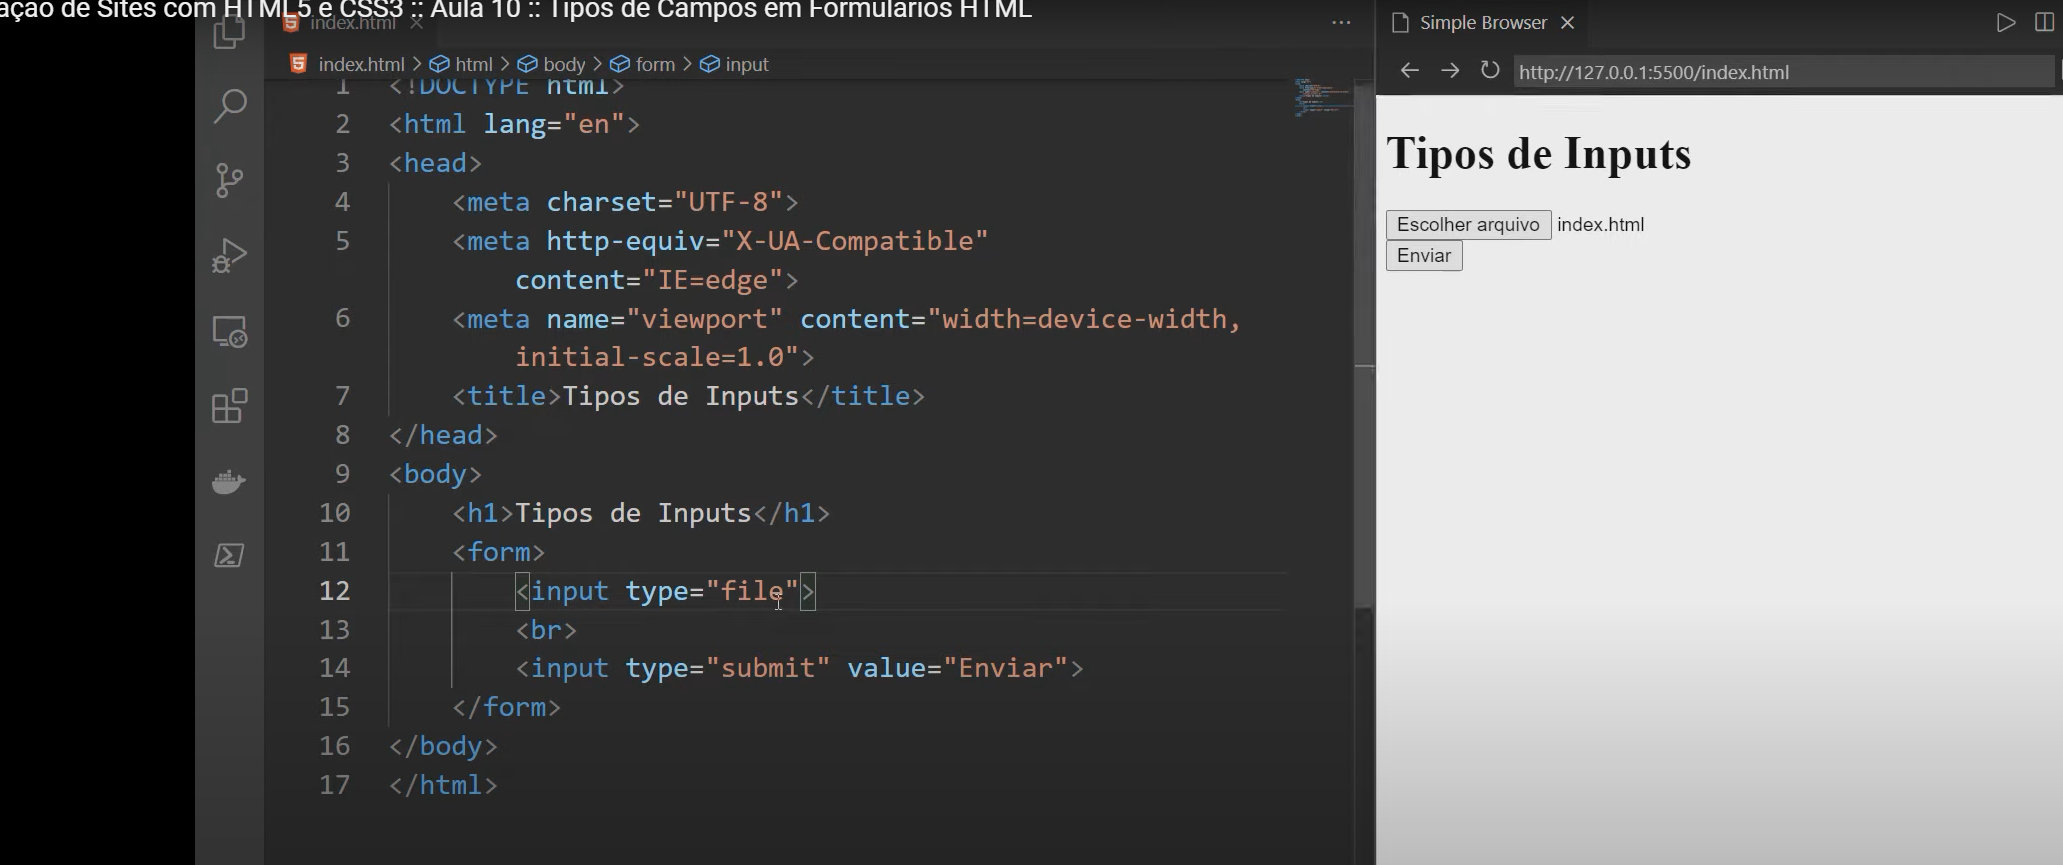 ação de Sites com HTML5 e CSS3 :: Aula 10 :: Tipos de Campos em Formulários HTML
index.html
index.html > html > body > form > input
1 <!DOCTYPE html>
2 <html lang="en">
3 <head>
4 <meta charset="UTF-8">
5 <meta http-equiv="X-UA-Compatible"
content="IE=edge">
6 <meta name="viewport" content="width=device-width,
initial-scale=1.0">
7 <title>Tipos de Inputs</title>
8 </head>
9 <body>
10 <h1>Tipos de Inputs</h1>
11 <form>
12 <input type="file">
13 <br>
14 <input type="submit" value="Enviar">
15 </form>
16 </body>
17 </html>
Simple Browser
http://127.0.0.1:5500/index.html
Tipos de Inputs
Escolher arquivo index.html
Enviar